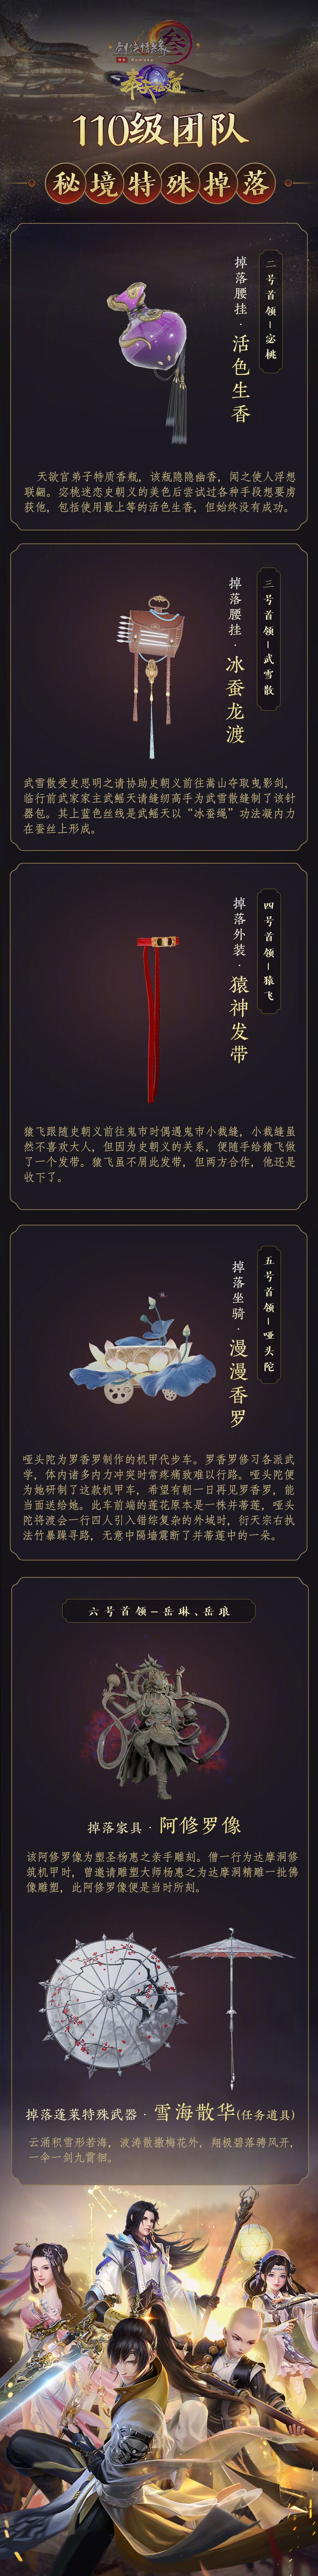 剑侠情缘 叁
重制 Remake
奉天证道
110级团队
秘境特殊掉落
二号首领-宓桃
掉落腰挂·活色生香
天欲宫弟子特质香瓶，该瓶隐隐幽香，闻之使人浮想
联翩。宓桃迷恋史朝义的美色后尝试过各种手段想要虏
获他，包括使用最上等的活色生香，但始终没有成功。
三号首领-武雪散
掉落腰挂·冰蚕龙渡
武雪散受史思明之请协助史朝义前往嵩山夺取曳影剑，
临行前武家家主武鳐天请缝纫高手为武雪散缝制了该针
器包。其上蓝色丝线是武鳐天以“冰蚕绳”功法凝内力
在蚕丝上形成。
四号首领-猿飞
掉落外装·猿神发带
猿飞跟随史朝义前往鬼市时偶遇鬼市小裁缝，小裁缝虽
然不喜欢大人，但因为史朝义的关系，便随手给猿飞做
了一个发带。猿飞虽不屑此发带，但两方合作，他还是
收下了。
五号首领-哑头陀
掉落坐骑·漫漫香罗
哑头陀为罗香罗制作的机甲代步车。罗香罗修习各派武
学，体内诸多内力冲突时常疼痛致难以行路。哑头陀便
为她研制了这款机甲车，希望有朝一日再见罗香罗，能
当面送给她。此车前端的莲花原本是一株并蒂莲，哑头
陀将渡会一行四人引入错综复杂的外域时，衍天宗右执
法竹暴躁寻路，无意中隔墙震断了并蒂莲中的一朵。
六号首领-岳琳、岳琅
掉落家具·阿修罗像
该阿修罗像为塑圣杨惠之亲手雕刻。僧一行为达摩洞修
筑机甲时，曾邀请雕塑大师杨惠之为达摩洞精雕一批佛
像雕塑，此阿修罗像便是当时所刻。
掉落蓬莱特殊武器·雪海散华(任务道具)
云涌积雪形若海，波涛散撒梅花外，翔极碧落骋风开，
一伞一剑九霄徊。